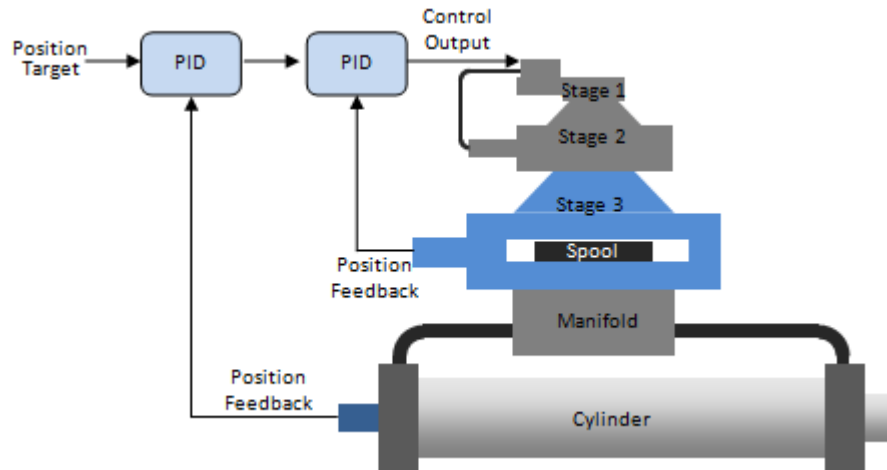 Position
Target
PID
PID
Control
Output
Stage 1
Stage 2
Stage 3
Spool
Position
Feedback
Manifold
Position
Feedback
Cylinder